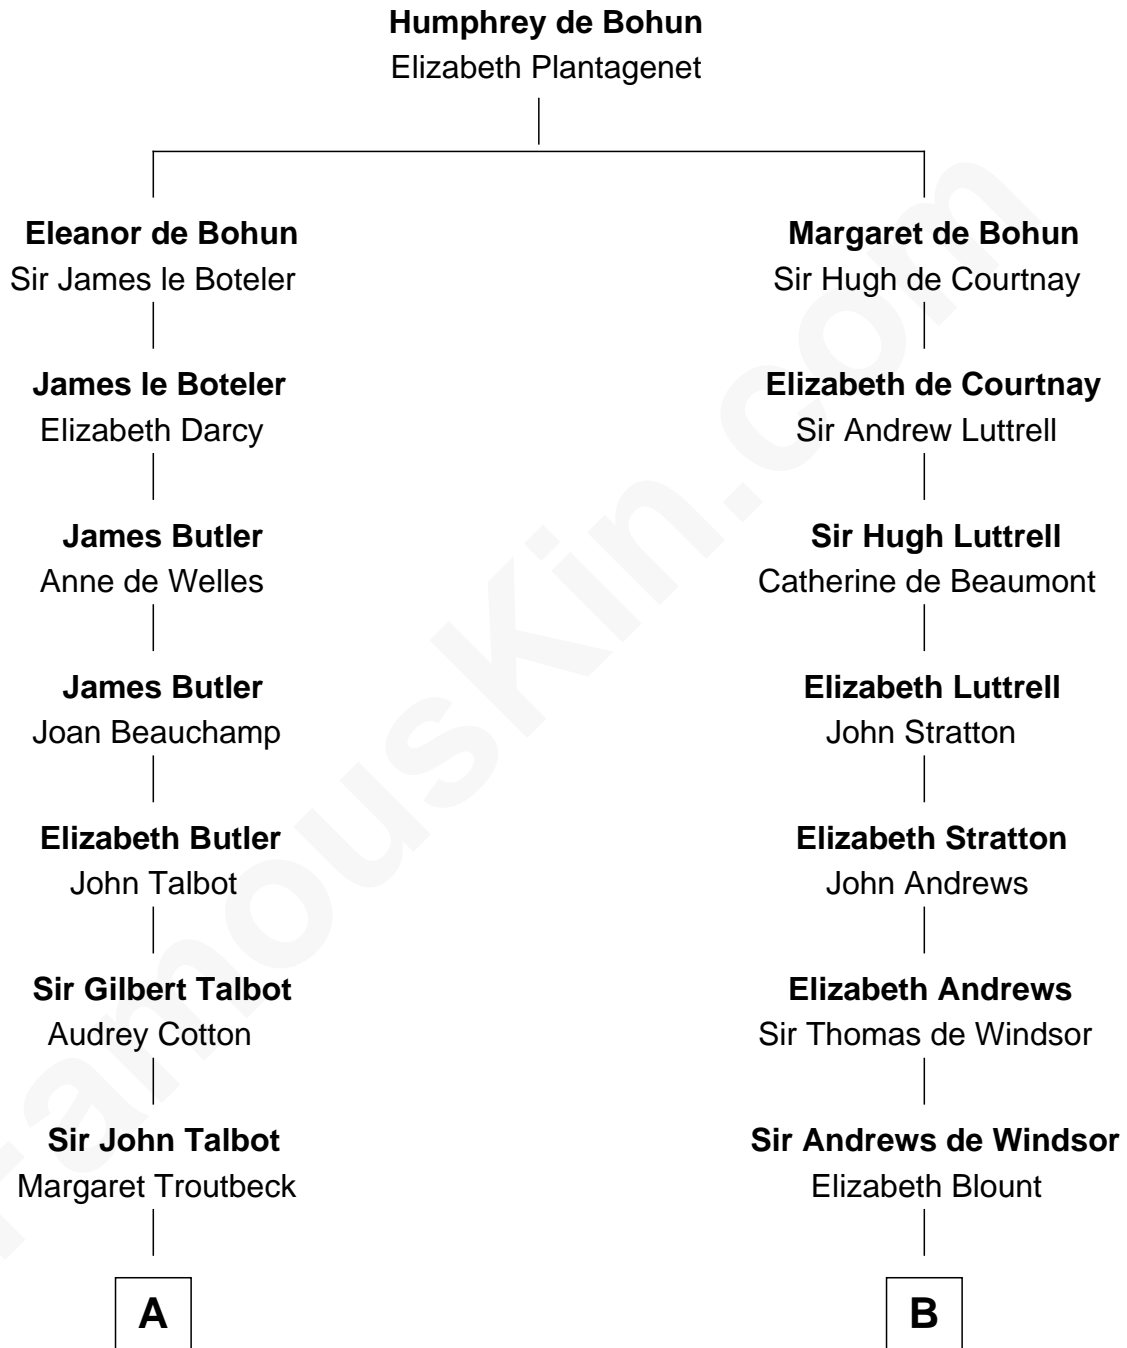 Humphrey de Bohun
Elizabeth Plantagenet
Eleanor de Bohun
Sir James le Boteler
Margaret de Bohun
Sir Hugh de Courtnay
James le Boteler
Elizabeth Darcy
Elizabeth de Courtnay
Sir Andrew Luttrell
James Butler
Anne de Welles
Sir Hugh Luttrell
Catherine de Beaumont
James Butler
Joan Beauchamp
Elizabeth Luttrell
John Stratton
Elizabeth Butler
John Talbot
Elizabeth Stratton
John Andrews
Sir Gilbert Talbot
Audrey Cotton
Elizabeth Andrews
Sir Thomas de Windsor
Sir John Talbot
Margaret Troutbeck
Sir Andrews de Windsor
Elizabeth Blount
A
B
FamousKin.com